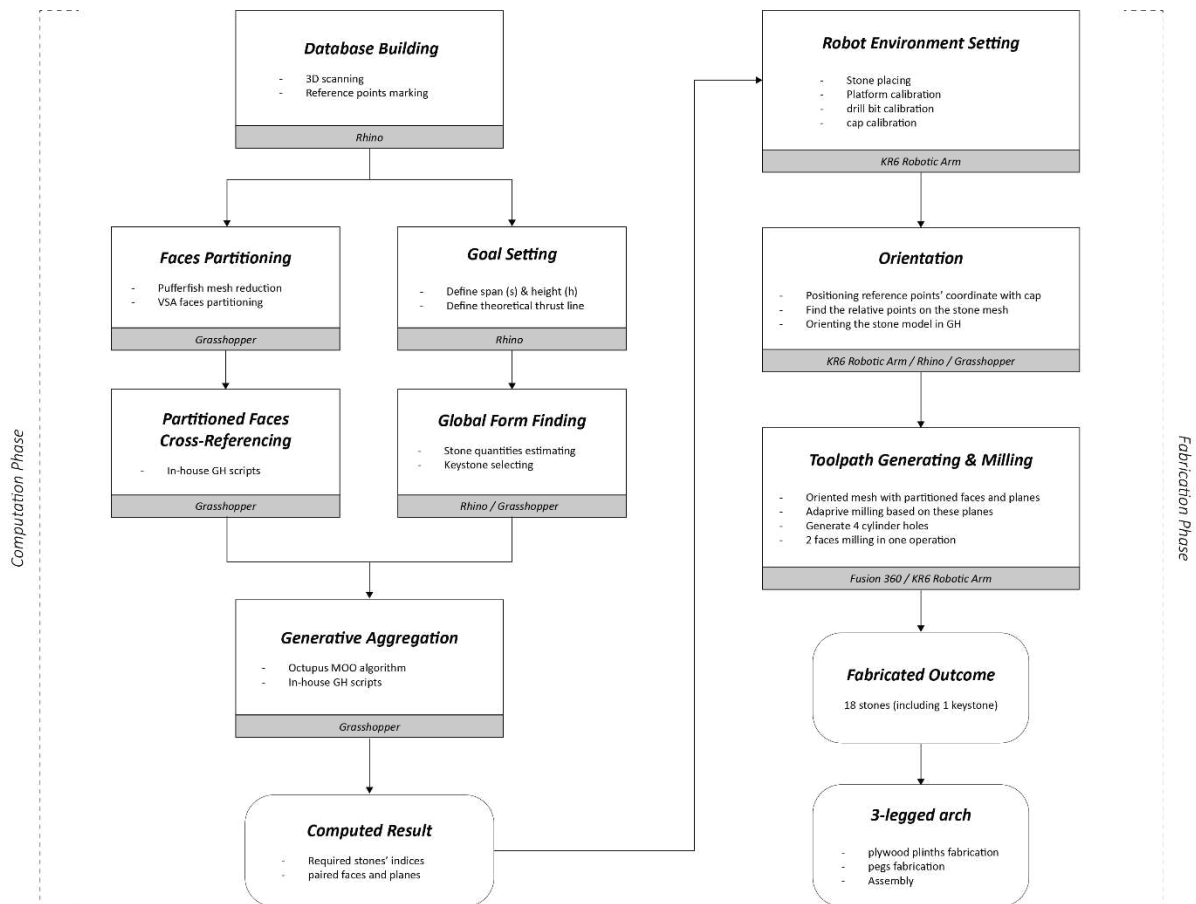 Computation Phase
Database Building
- 3D scanning
- Reference points marking
Rhino
Faces Partitioning
- Pufferfish mesh reduction
- VSA faces partitioning
Grasshopper
Goal Setting
- Define span (s) & height (h)
- Define theoretical thrust line
Rhino
Partitioned Faces
Cross-Referencing
- In-house GH scripts
Grasshopper
Global Form Finding
- Stone quantities estimating
- Keystone selecting
Rhino / Grasshopper
Generative Aggregation
- Octupus MOO algorithm
- In-house GH scripts
Grasshopper
Computed Result
- Required stones' indices
- paired faces and planes
Robot Environment Setting
- Stone placing
- Platform calibration
- drill bit calibration
- cap calibration
KR6 Robotic Arm
Orientation
- Positioning reference points' coordinate with cap
- Find the relative points on the stone mesh
- Orienting the stone model in GH
KR6 Robotic Arm / Rhino / Grasshopper
Toolpath Generating & Milling
- Oriented mesh with partitioned faces and planes
- Adaprive milling based on these planes
- Generate 4 cylinder holes
- 2 faces milling in one operation
Fusion 360 / KR6 Robotic Arm
Fabricated Outcome
18 stones (including 1 keystone)
3-legged arch
- plywood plinths fabrication
- pegs fabrication
- Assembly
Fabrication Phase